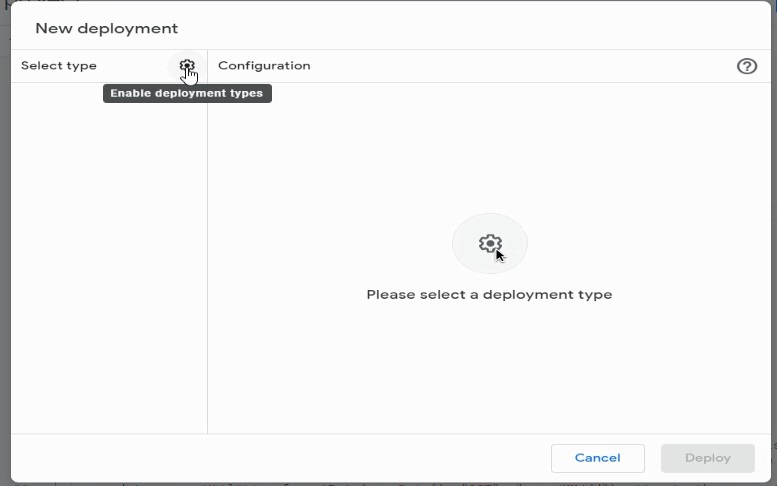 New deployment
Select type
Configuration
Enable deployment types
Please select a deployment type
Cancel
Deploy